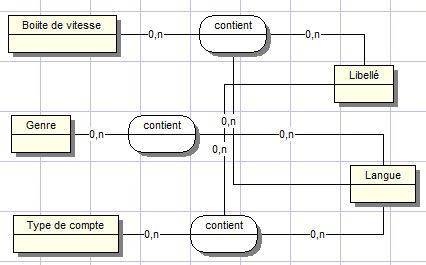 Boiite de vitesse
0,n
contient
0,n
Libellé
Genre
0,n
contient
0,n
0,n
0,n
Langue
Type de compte
0,n
contient
0,n